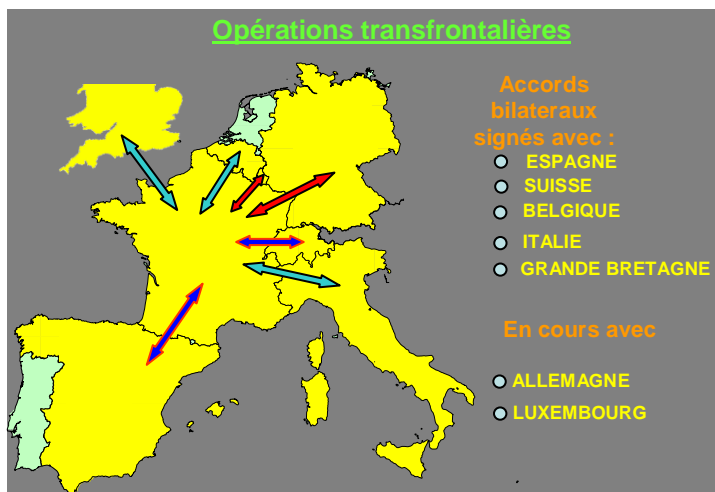 Opérations transfrontalières
Accords
bilateraux
signés avec :
ESPAGNE
SUISSE
BELGIQUE
ITALIE
GRANDE BRETAGNE
En cours avec
ALLEMAGNE
LUXEMBOURG